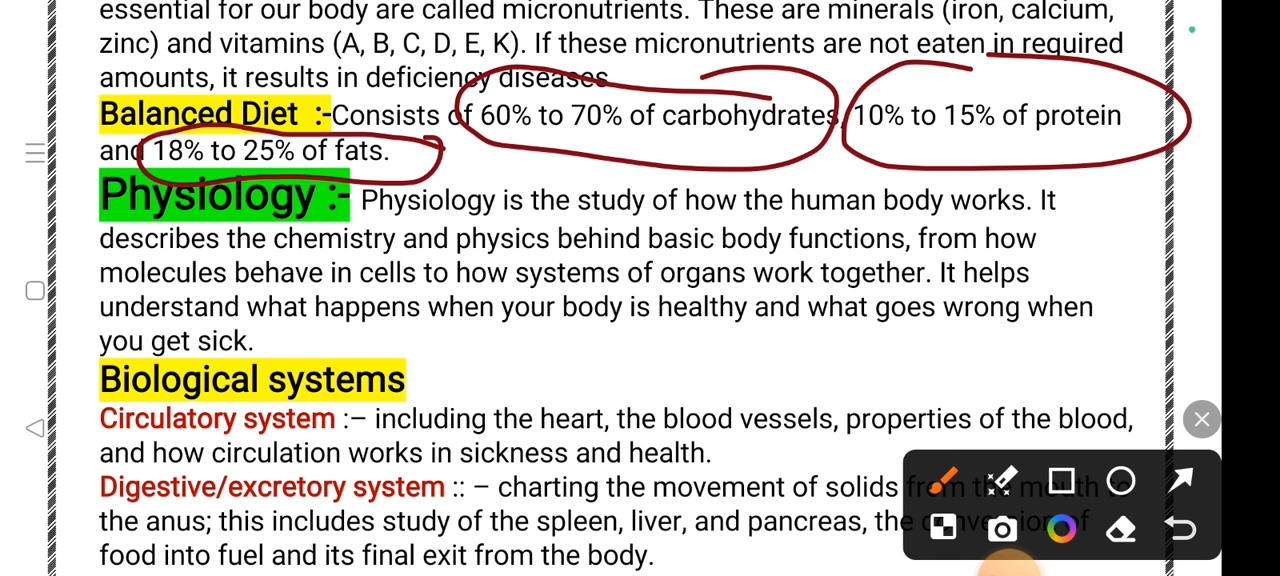 essential for our body are called micronutrients. These are minerals (iron, calcium,
zinc) and vitamins (A, B, C, D, E, K). If these micronutrients are not eaten in required
amounts, it results in deficiency diseases
Balanced Diet :-Consists of 60% to 70% of carbohydrates, 10% to 15% of protein
and 18% to 25% of fats.
Physiology :- Physiology is the study of how the human body works. It
describes the chemistry and physics behind basic body functions, from how
molecules behave in cells to how systems of organs work together. It helps
understand what happens when your body is healthy and what goes wrong when
you get sick.
Biological systems
Circulatory system :– including the heart, the blood vessels, properties of the blood,
and how circulation works in sickness and health.
Digestive/excretory system :: – charting the movement of solids from the mouth to
the anus; this includes study of the spleen, liver, and pancreas, the conversion of
food into fuel and its final exit from the body.